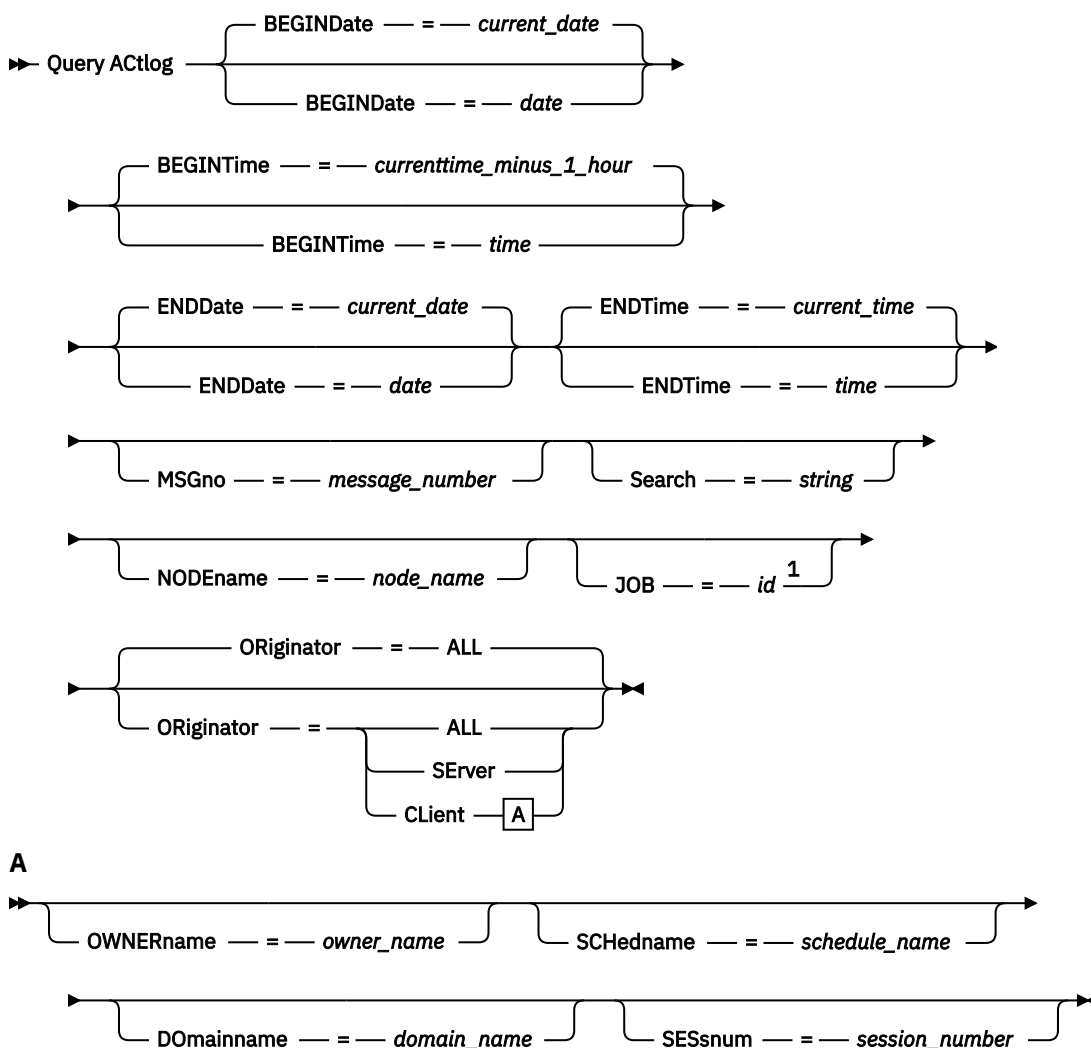 BEGINDate = current_date
Query ACtlog
BEGINDate = date
BEGINTime = currenttime_minus_1_hour
BEGINTime = time
ENDDate = current_date ENDTime = current_time
ENDDate = date ENDTime = time
MSGno = message_number Search = string
NODEname = node_name JOB = id 1
ORiginator = ALL
ORiginator = ALL
SErver
CLient A
A
OWNERname = owner_name SCHedname = schedule_name
DOmainname = domain_name SESsnum = session_number